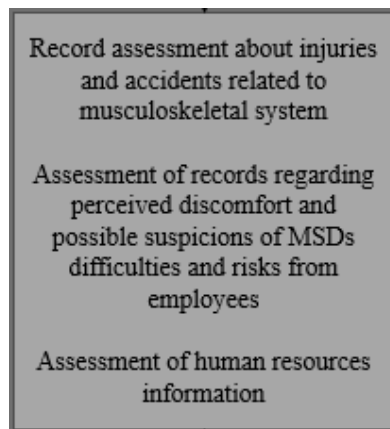 Record assessment about injuries
and accidents related to
musculoskeletal system
Assessment of records regarding
perceived discomfort and
possible suspicions of MSDs
difficulties and risks from
employees
Assessment of human resources
information